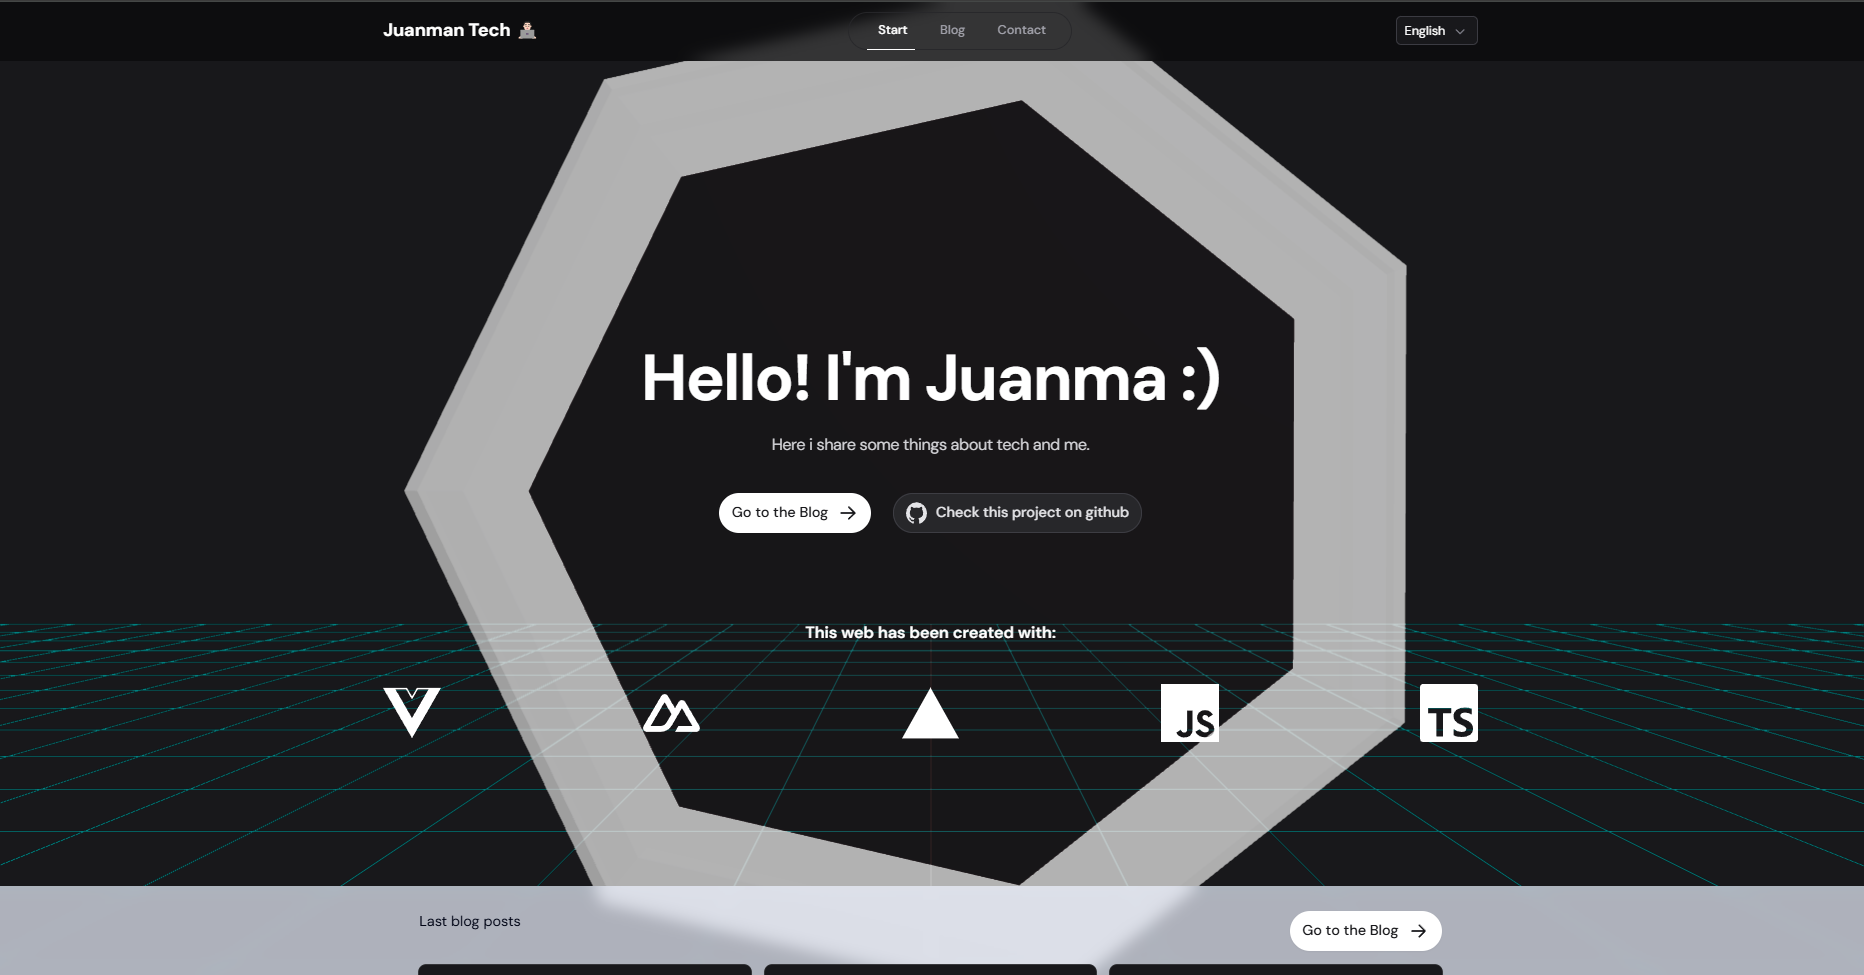 Juanman Tech
Start
Blog
Contact
English
Hello! I'm Juanma :)
Here i share some things about tech and me.
Go to the Blog
Check this project on github
This web has been created with:
JS
TS
Last blog posts
Go to the Blog